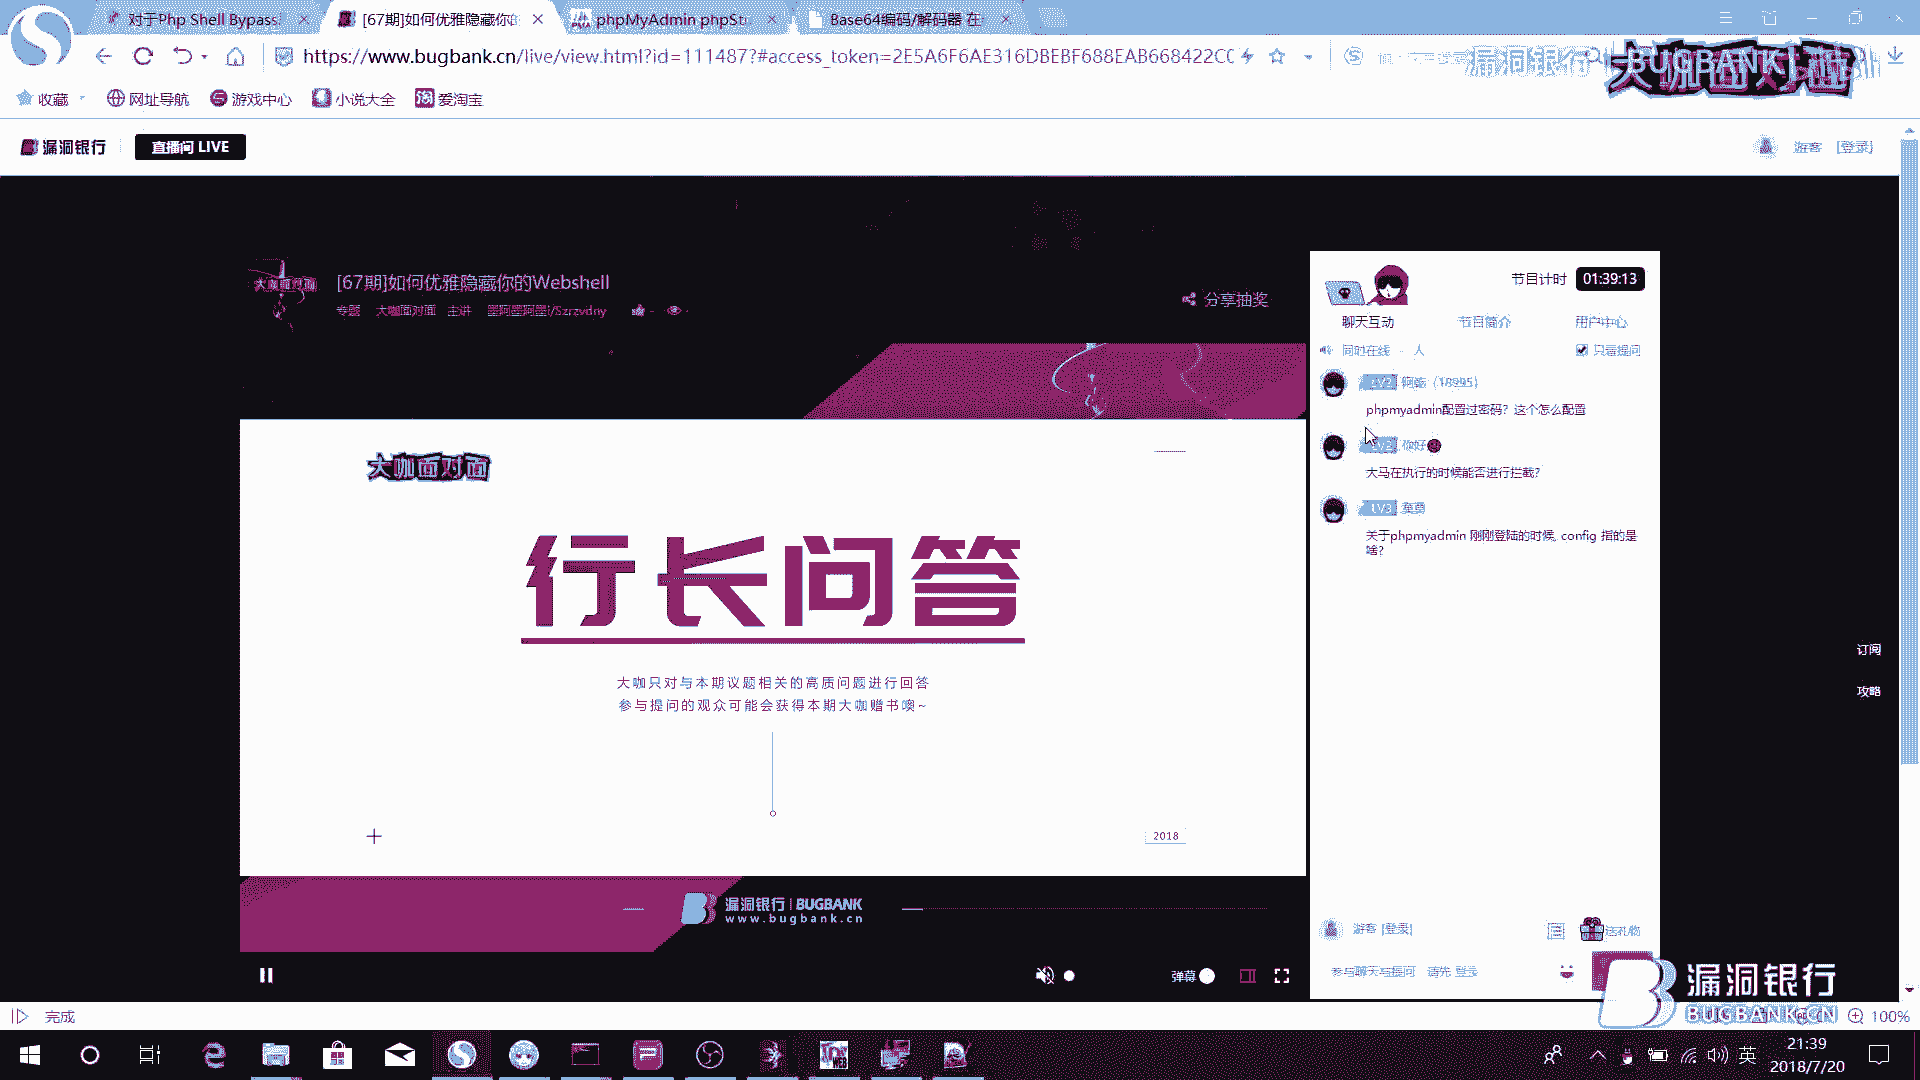 对于Php Shell Bypass
[67期]如何优雅隐藏你的
phpMyAdmin phpStu
Base64编码/解码器 在
https://www.bugbank.cn/live/view.html?id=111487?#access_token=2E5A6F6AE316DBEBF688EAB668422C
漏洞银行
BUGBANK
大咖面对面
收藏
网址导航
游戏中心
小说大全
爱淘宝
漏洞银行
直播间 LIVE
游客 [登录]
大咖面对面
[67期]如何优雅隐藏你的Webshell
专题 大咖面对面 主讲
分享抽奖
节目计时 01:39:13
聊天互动 节目简介 用户中心
同时在线 - 人
只看提问
phpmyadmin配置过密码? 这个怎么配置
LV2 你好
大马在执行的时候能否进行拦截?
LV3
关于phpmyadmin 刚刚登陆的时候, config 指的是
啥?
大咖面对面
行长问答
大咖只对与本期议题相关的高质问题进行回答
参与提问的观众可能会获得本期大咖赠书噢~
2018
漏洞银行 | BUGBANK
www.bugbank.cn
订阅
攻略
弹幕
游客 [登录]
送礼物
参与聊天与提问 请先 登录
漏洞银行
BUGBANK.CN
完成
100%
英
21:39
2018/7/20